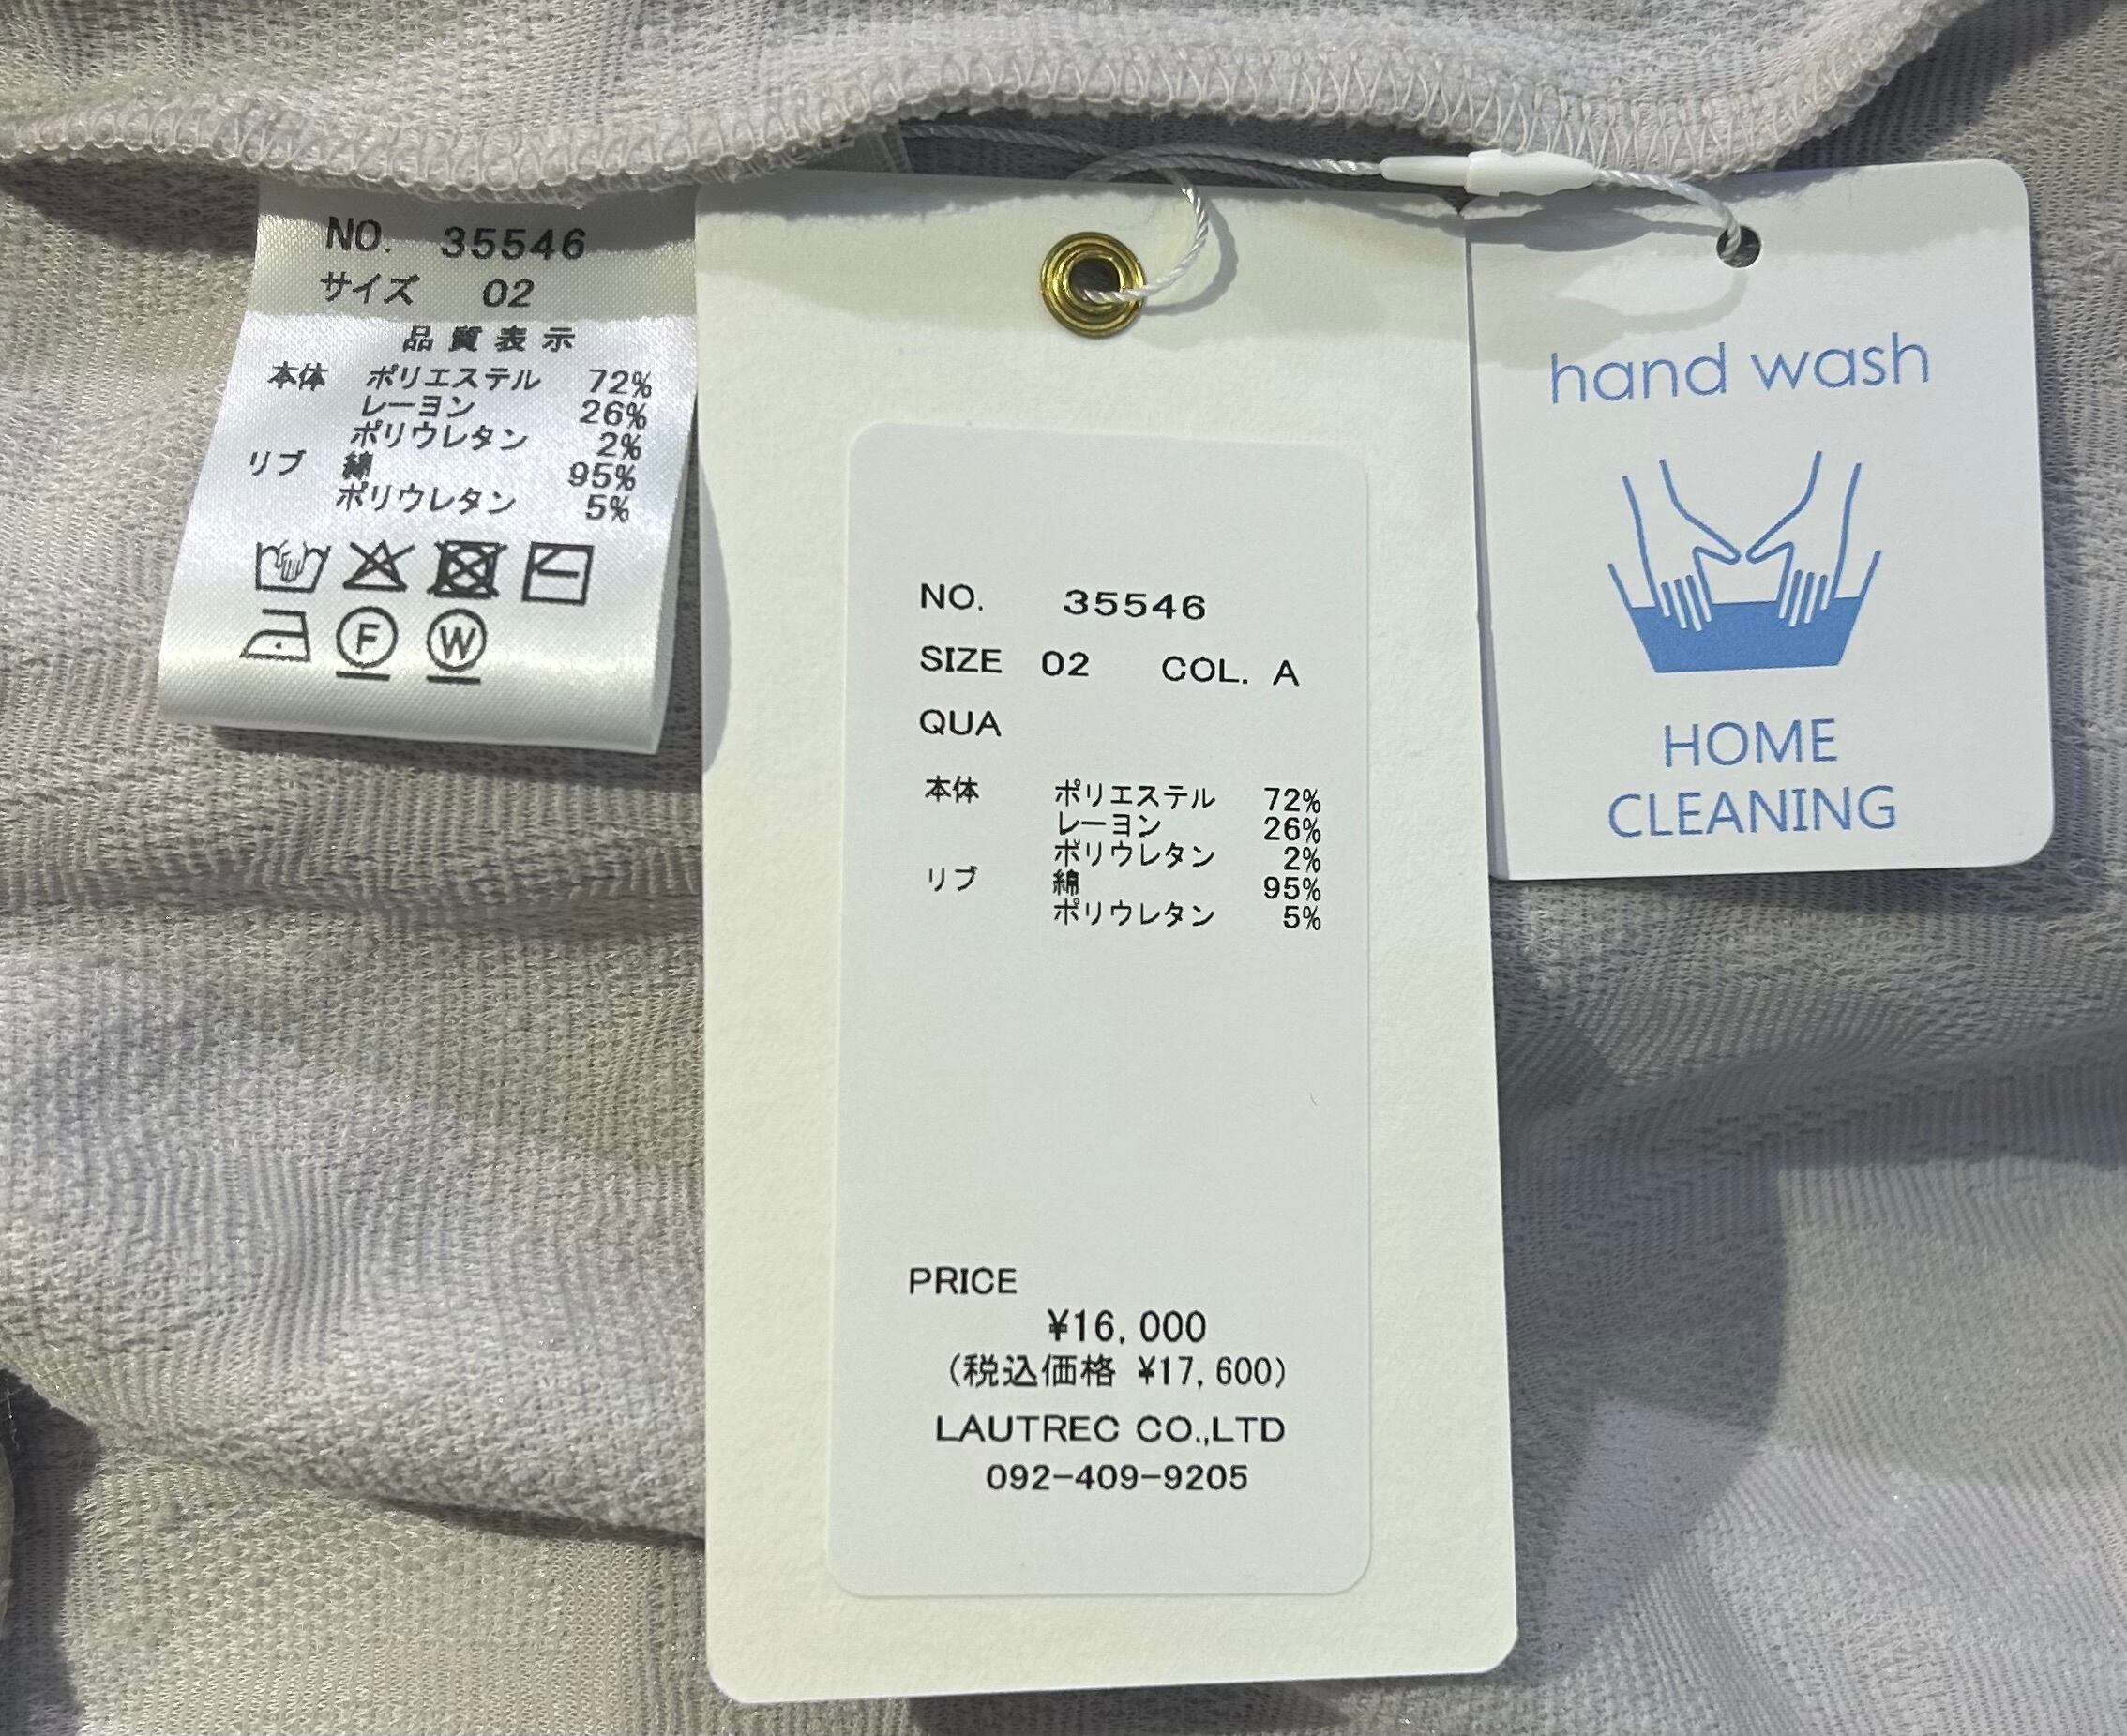 NO. 35546
サイズ 02
品質表示
本体 ポリエステル 72%
レーヨン 26%
ポリウレタン 2%
リブ 綿 95%
ポリウレタン 5%
F W
NO. 35546
SIZE 02 COL. A
QUA
本体 ポリエステル 72%
レーヨン 26%
ポリウレタン 2%
リブ 綿 95%
ポリウレタン 5%
PRICE
¥16,000
(税込価格 ¥17,600)
LAUTREC CO.,LTD
092-409-9205
hand wash
HOME
CLEANING